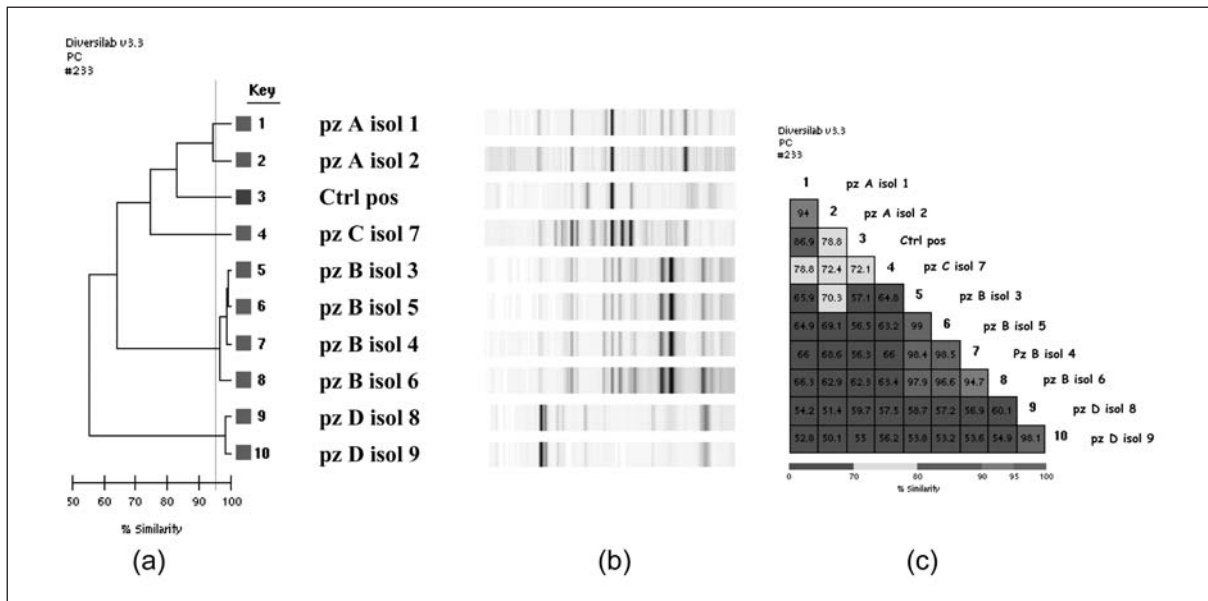 Diversilab v3.3
PC
#233
Key
1 pz A isol 1
2 pz A isol 2
3 Ctrl pos
4 pz C isol 7
5 pz B isol 3
6 pz B isol 5
7 pz B isol 4
8 pz B isol 6
9 pz D isol 8
10 pz D isol 9
50 60 70 80 90 100
% Similarity
(a)
(b)
Diversilab v3.3
PC
#233
1 pz A isol 1
94 2 pz A isol 2
86.9 78.8 3 Ctrl pos
78.8 72.4 72.1 4 pz C isol 7
65.9 70.3 57.1 64.8 5 pz B isol 3
64.9 69.1 56.5 63.2 99 6 pz B isol 5
66 68.6 56.3 66 98.4 98.5 7 Pz B isol 4
66.3 62.9 62.3 63.4 97.9 96.6 94.7 8 pz B isol 6
54.2 51.4 59.7 57.5 58.7 57.2 56.9 60.1 9 pz D isol 8
52.8 50.1 55 56.2 53.8 53.2 53.6 54.9 98.1 10 pz D isol 9
0 70 80 90 95 100
% Similarity
(c)